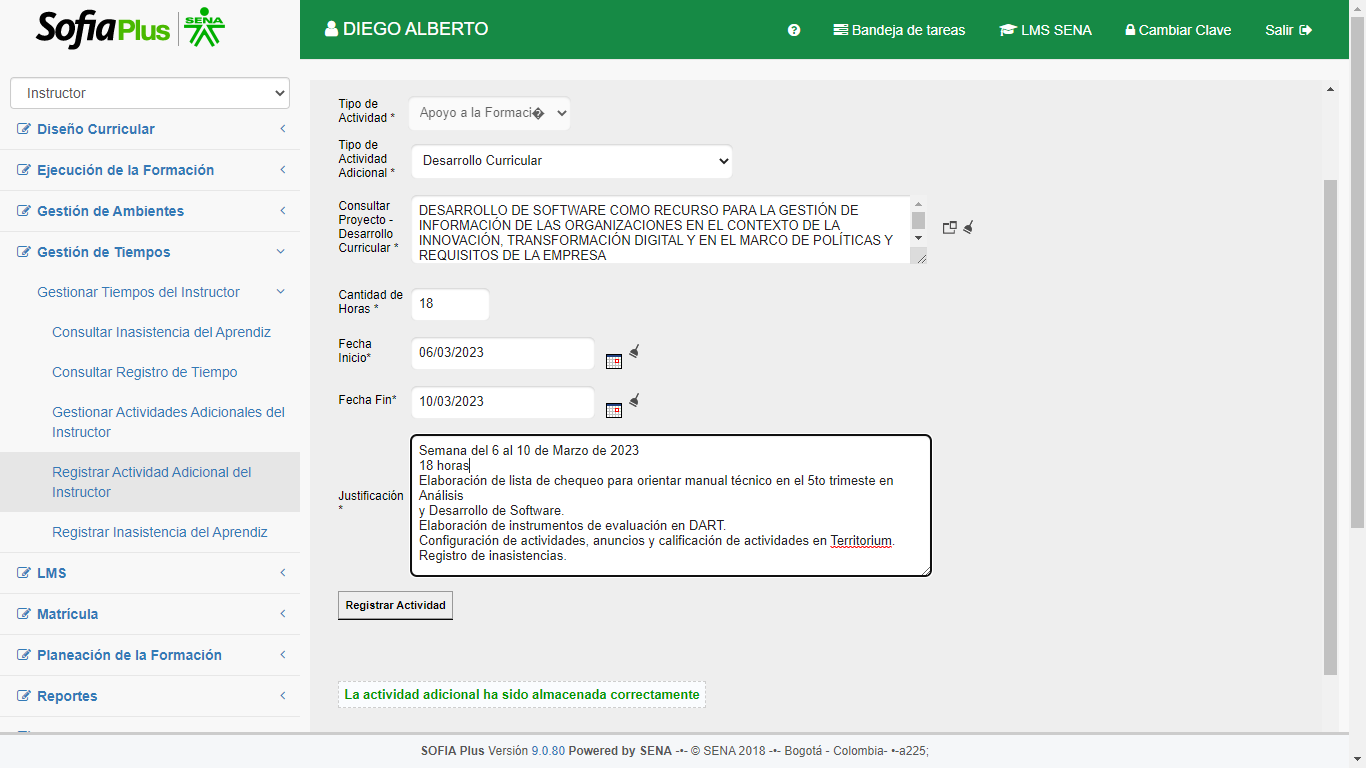 SofiaPlus SENA
DIEGO ALBERTO
Bandeja de tareas
LMS SENA
Cambiar Clave
Salir
Instructor
Diseño Curricular
Ejecución de la Formación
Gestión de Ambientes
Gestión de Tiempos
Gestionar Tiempos del Instructor
Consultar Inasistencia del Aprendiz
Consultar Registro de Tiempo
Gestionar Actividades Adicionales del
Instructor
Registrar Actividad Adicional del
Instructor
Registrar Inasistencia del Aprendiz
LMS
Matrícula
Planeación de la Formación
Reportes
Tipo de
Actividad *
Apoyo a la Formaci�
Tipo de
Actividad
Adicional *
Desarrollo Curricular
Consultar
Proyecto -
Desarrollo
Curricular *
DESARROLLO DE SOFTWARE COMO RECURSO PARA LA GESTIÓN DE
INFORMACIÓN DE LAS ORGANIZACIONES EN EL CONTEXTO DE LA
INNOVACIÓN, TRANSFORMACIÓN DIGITAL Y EN EL MARCO DE POLÍTICAS Y
REQUISITOS DE LA EMPRESA
Cantidad de
Horas *
18
Fecha
Inicio*
06/03/2023
Fecha Fin*
10/03/2023
Justificación
*
Semana del 6 al 10 de Marzo de 2023
18 horas
Elaboración de lista de chequeo para orientar manual técnico en el 5to trimeste en
Análisis
y Desarrollo de Software.
Elaboración de instrumentos de evaluación en DART.
Configuración de actividades, anuncios y calificación de actividades en Territorium.
Registro de inasistencias.
Registrar Actividad
La actividad adicional ha sido almacenada correctamente
SOFIA Plus Versión 9.0.80 Powered by SENA -•- © SENA 2018 -•- Bogotá - Colombia- •-a225;